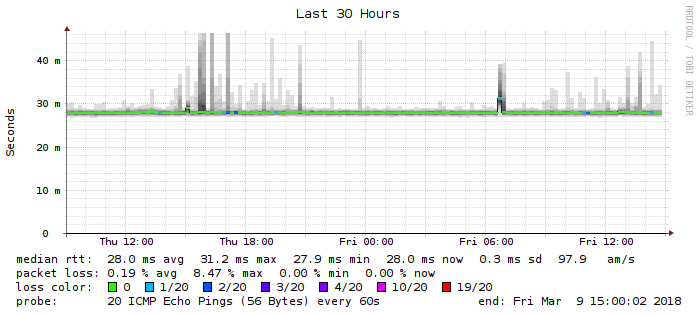 Last 30 Hours
RRDTOOL / TOBI OETIKER
Seconds
40 m
30 m
20 m
10 m
0
Thu 12:00 Thu 18:00 Fri 00:00 Fri 06:00 Fri 12:00
median rtt: 28.0 ms avg 31.2 ms max 27.9 ms min 28.0 ms now 0.3 ms sd 97.9 am/s
packet loss: 0.19 % avg 8.47 % max 0.00 % min 0.00 % now
loss color: 0 1/20 2/20 3/20 4/20 10/20 19/20
probe: 20 ICMP Echo Pings (56 Bytes) every 60s end: Fri Mar 9 15:00:02 2018